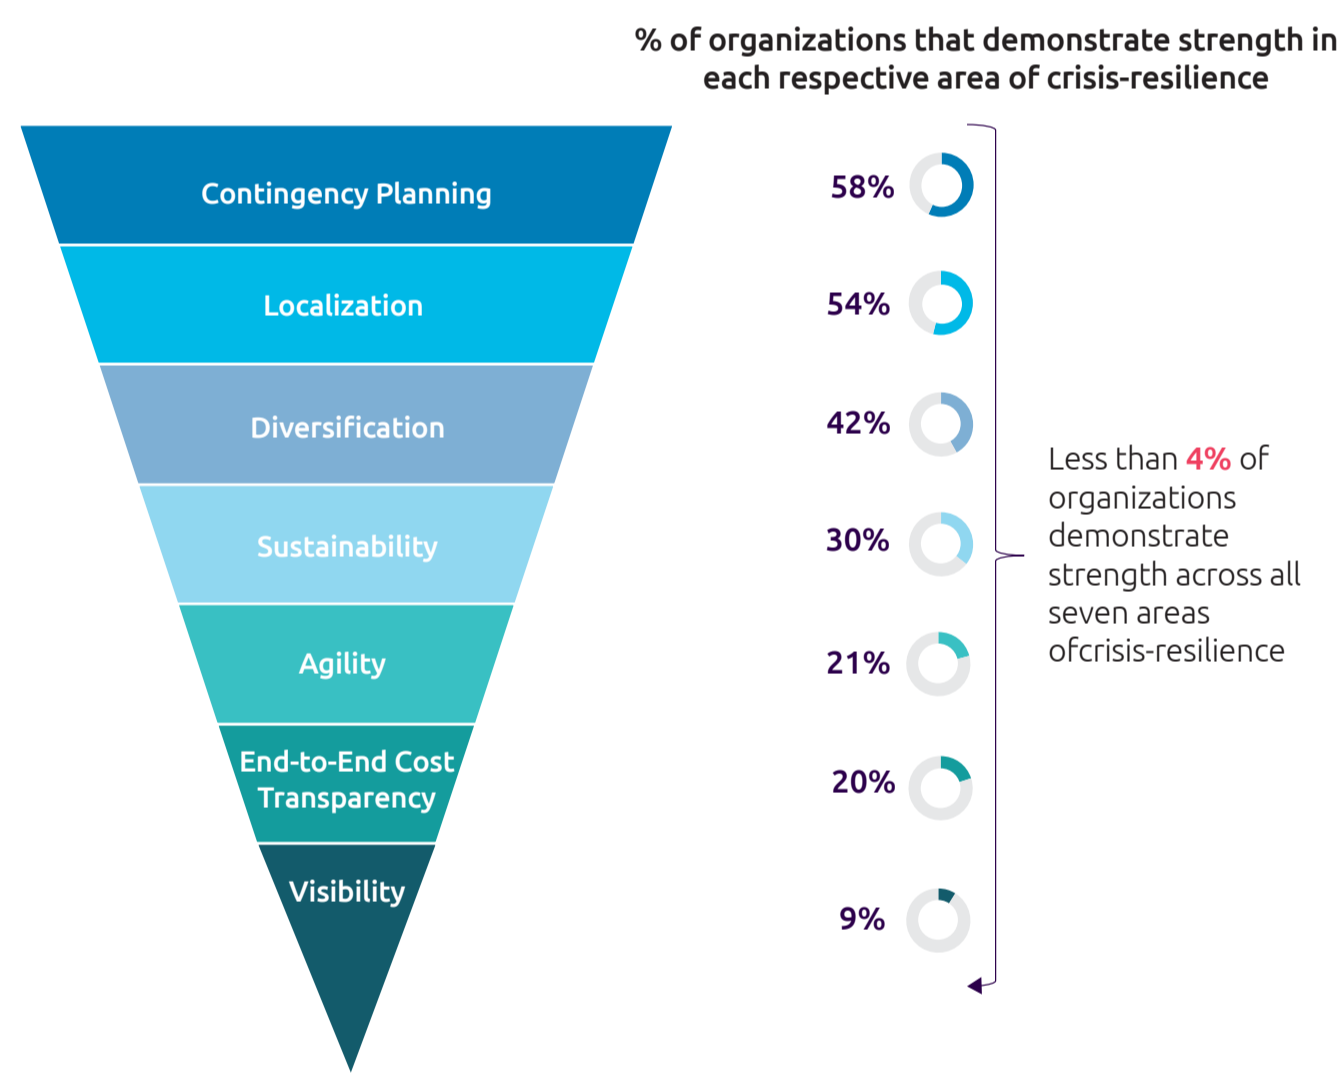 % of organizations that demonstrate strength in
each respective area of crisis-resilience
Contingency Planning
58%
Localization
54%
Diversification
42%
Sustainability
30%
Agility
21%
End-to-End Cost
Transparency
20%
Visibility
9%
Less than 4% of
organizations
demonstrate
strength across all
seven areas
ofcrisis-resilience